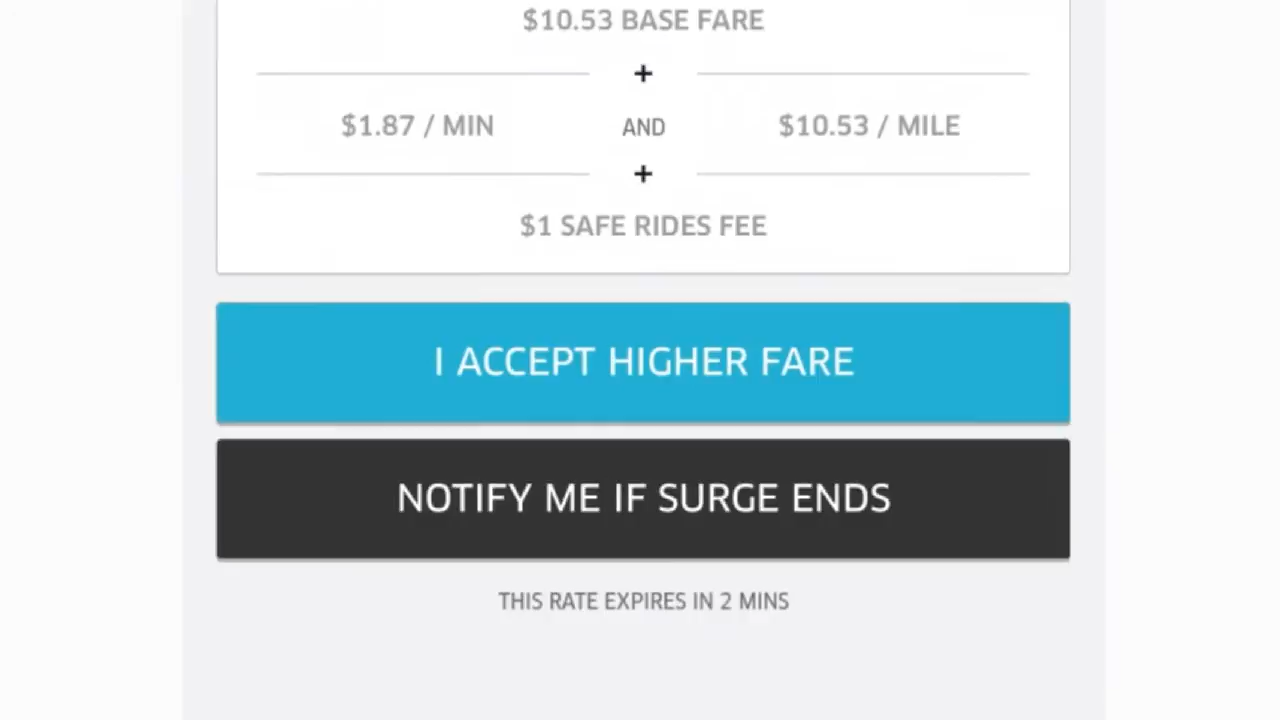 $10.53 BASE FARE
+
$1.87 / MIN AND $10.53 / MILE
+
$1 SAFE RIDES FEE
I ACCEPT HIGHER FARE
NOTIFY ME IF SURGE ENDS
THIS RATE EXPIRES IN 2 MINS